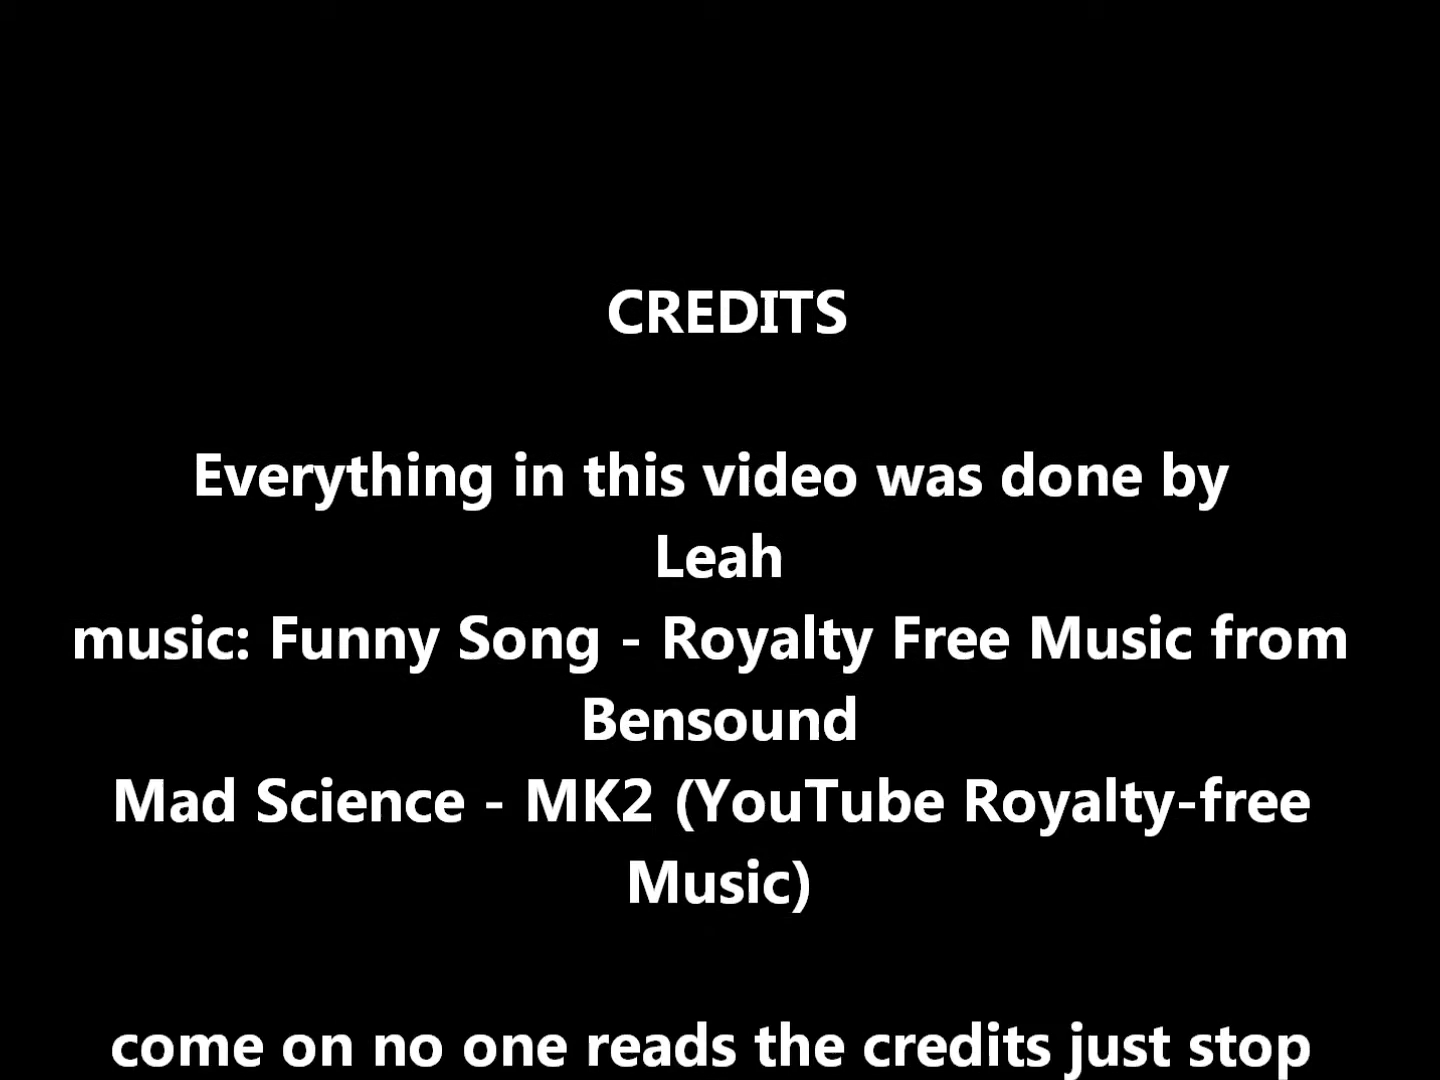 CREDITS
Everything in this video was done by
Leah
music: Funny Song - Royalty Free Music from
Bensound
Mad Science - MK2 (YouTube Royalty-free
Music)
come on no one reads the credits just stop